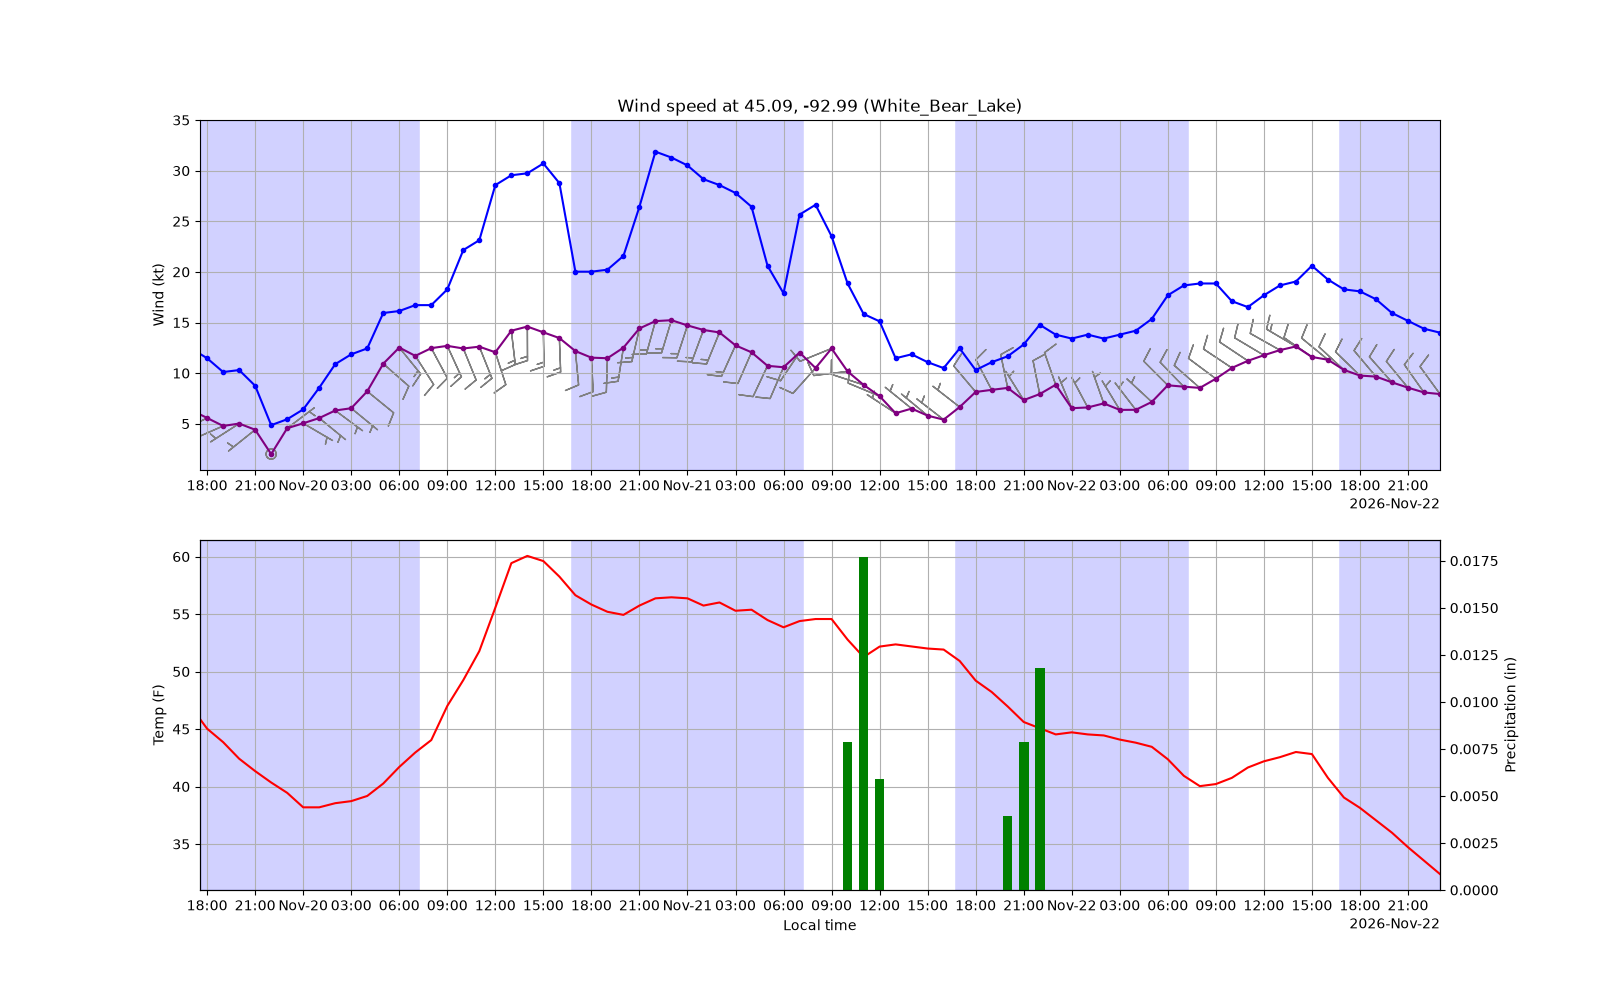 Wind speed at 45.09, -92.99 (White_Bear_Lake)
35
30
25
20
15
10
5
Wind (kt)
18:00 21:00 Nov-20 03:00 06:00 09:00 12:00 15:00 18:00 21:00 Nov-21 03:00 06:00 09:00 12:00 15:00 18:00 21:00 Nov-22 03:00 06:00 09:00 12:00 15:00 18:00 21:00
2026-Nov-22
60
55
50
45
40
35
Temp (F)
0.0175
0.0150
0.0125
0.0100
0.0075
0.0050
0.0025
0.0000
Precipitation (in)
18:00 21:00 Nov-20 03:00 06:00 09:00 12:00 15:00 18:00 21:00 Nov-21 03:00 06:00 09:00 12:00 15:00 18:00 21:00 Nov-22 03:00 06:00 09:00 12:00 15:00 18:00 21:00
Local time
2026-Nov-22